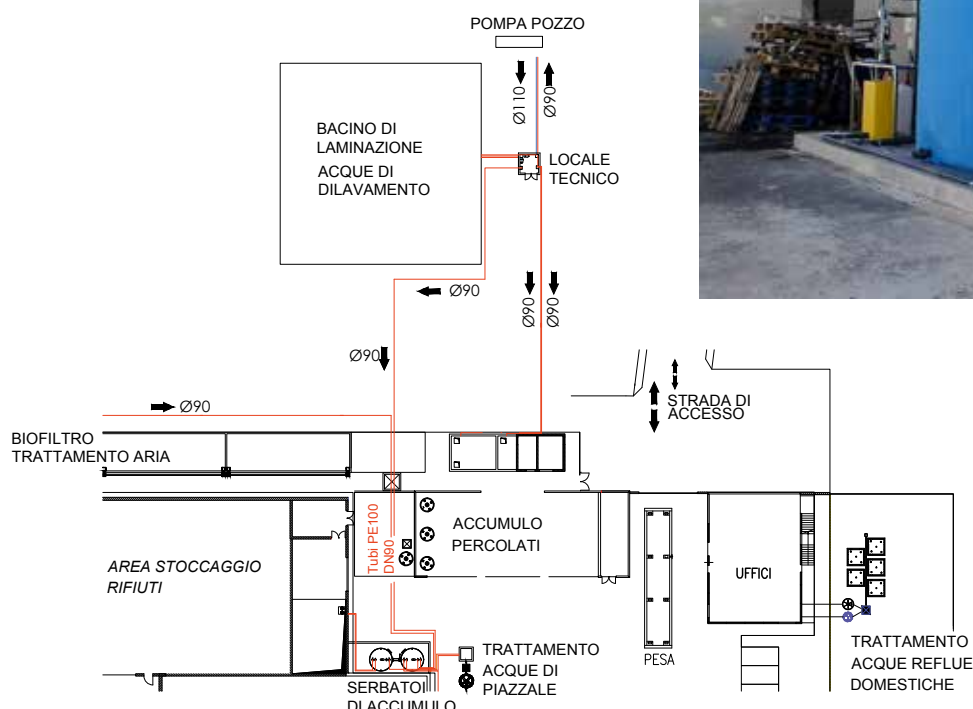 POMPA POZZO
Ø110
Ø90
BACINO DI
LAMINAZIONE
ACQUE DI
DILAVAMENTO
LOCALE
TECNICO
Ø90
Ø90
Ø90
Ø90
Ø90
STRADA DI
ACCESSO
BIOFILTRO
TRATTAMENTO ARIA
Tubi PE100
DN90
ACCUMULO
PERCOLATI
AREA STOCCAGGIO
RIFIUTI
UFFICI
PESA
TRATTAMENTO
ACQUE DI
PIAZZALE
SERBATOI
DI ACCUMULO
TRATTAMENTO
ACQUE REFLUE
DOMESTICHE